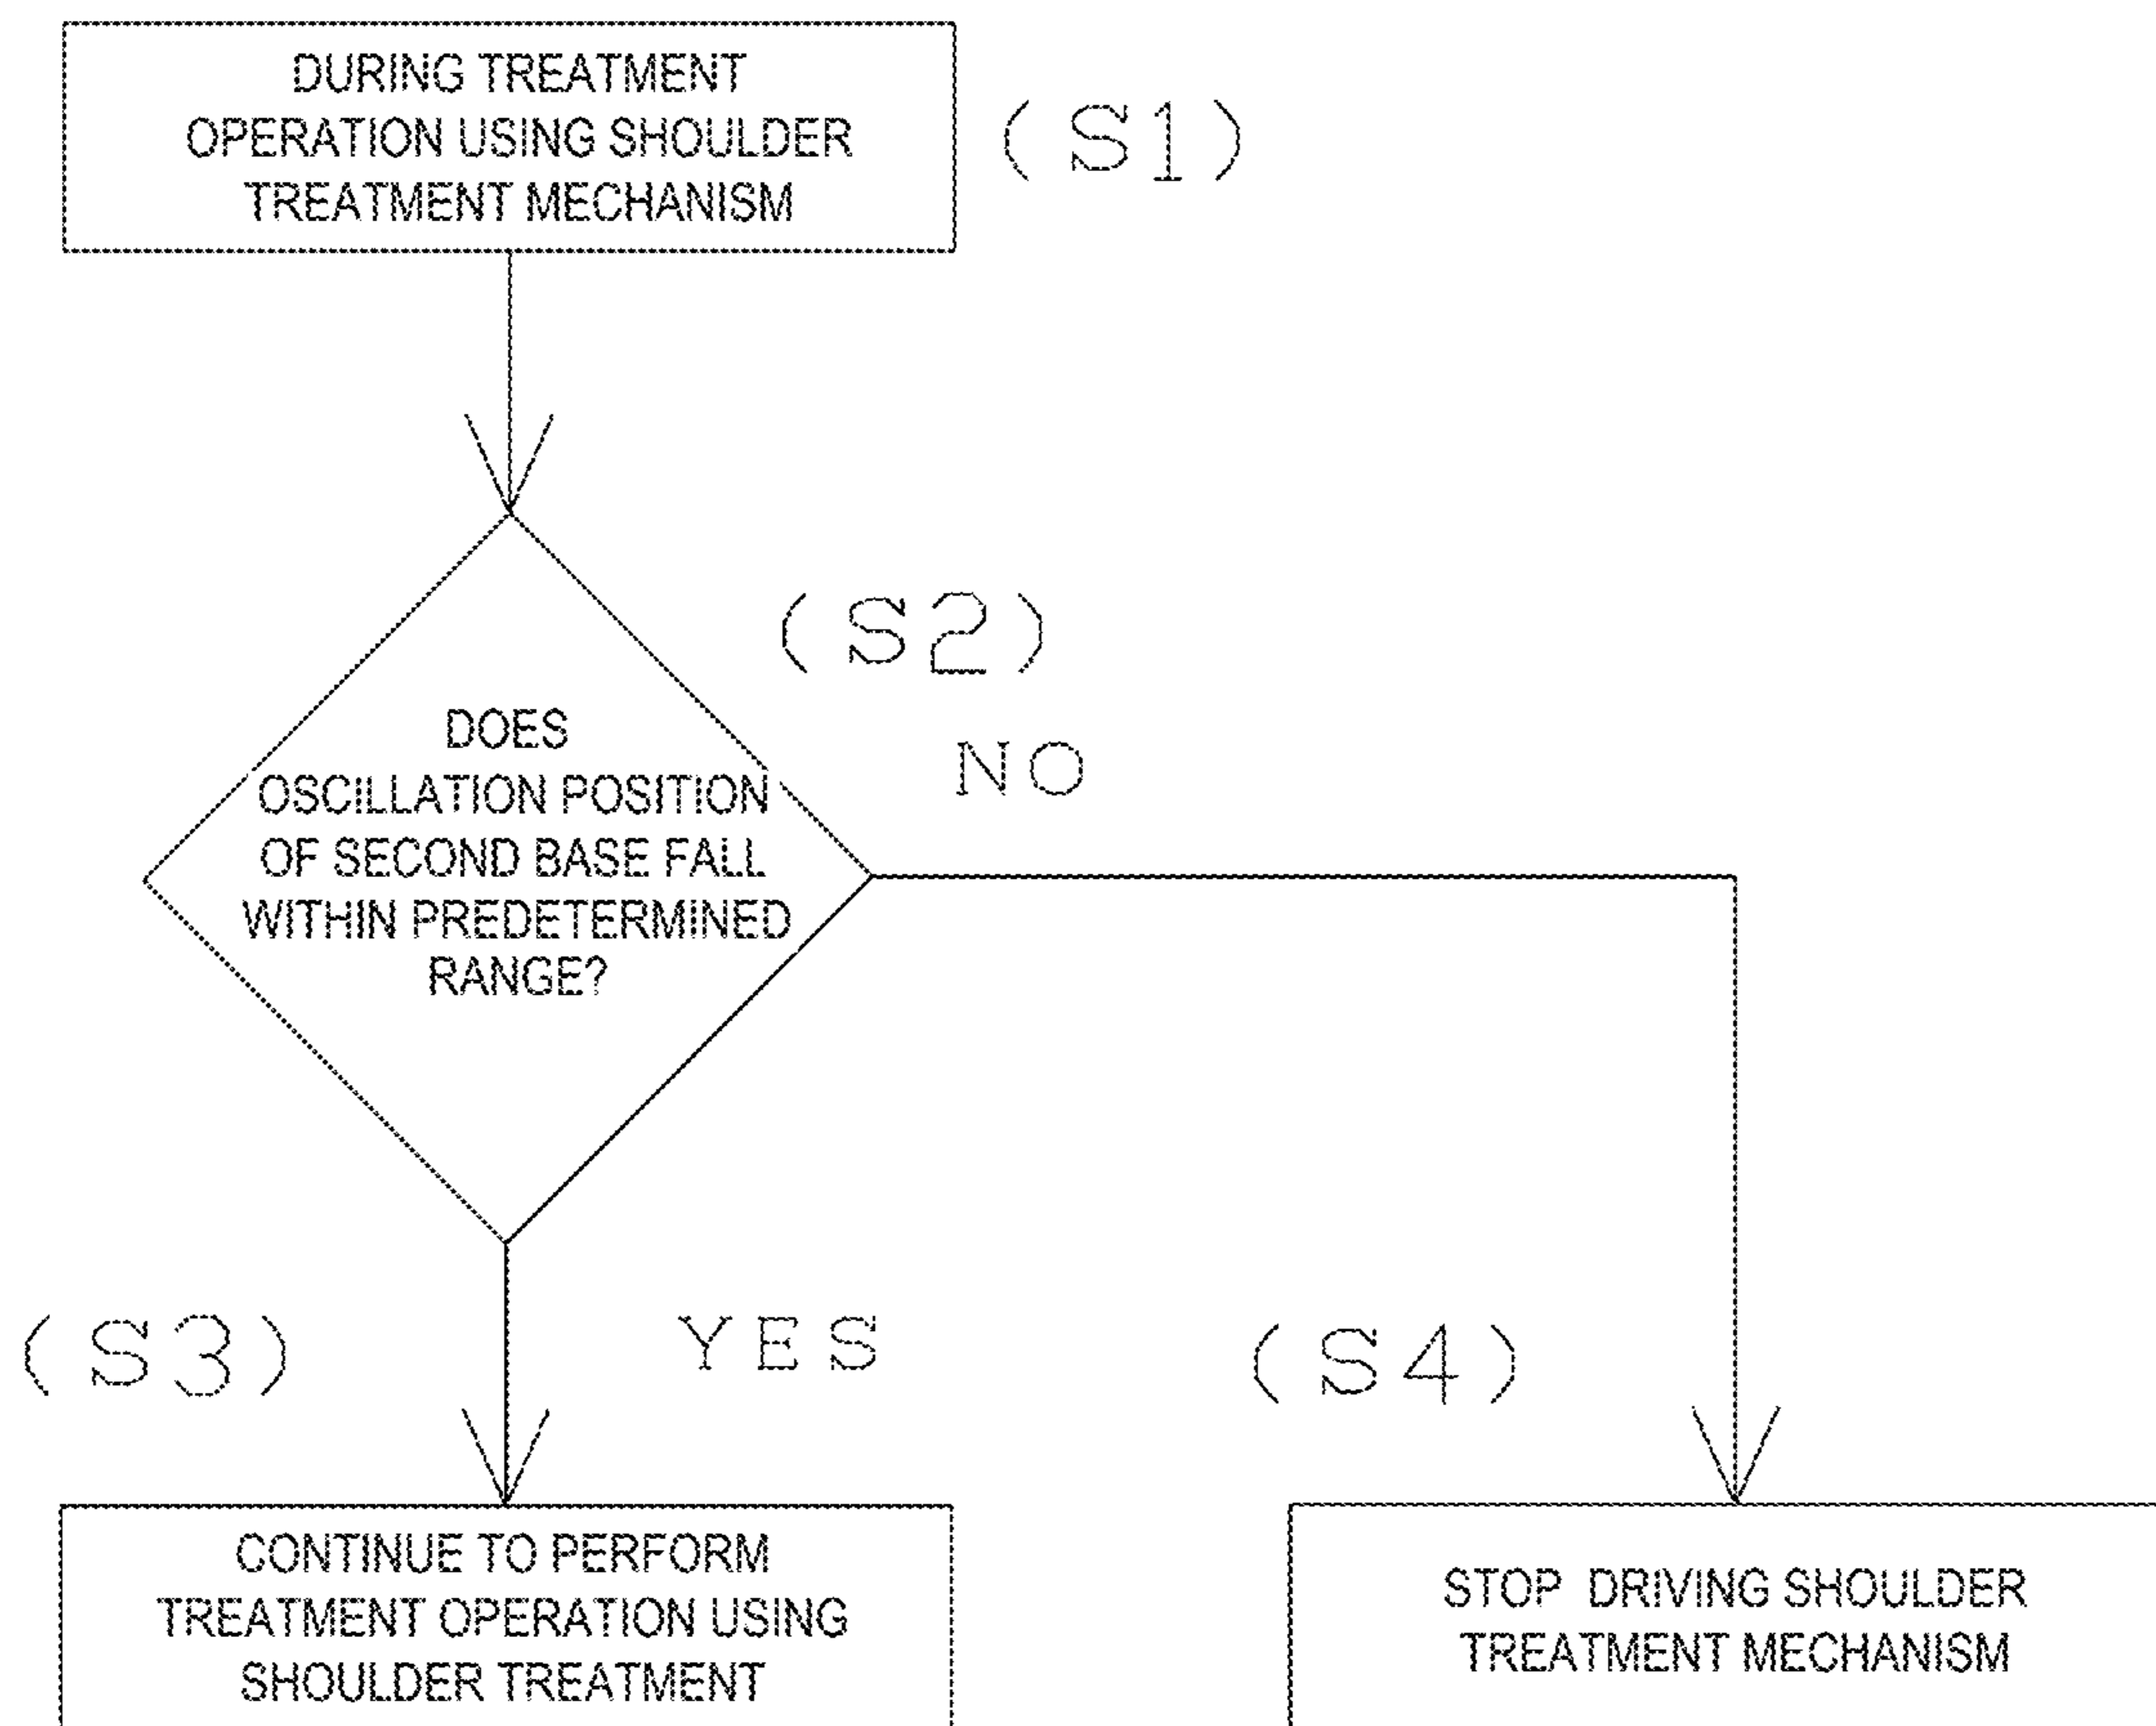 DURING TREATMENT
OPERATION USING SHOULDER
TREATMENT MECHANISM
(S1)
(S2)
DOES
OSCILLATION POSITION
OF SECOND BASE FALL
WITHIN PREDETERMINED
RANGE?
NO
(S3)
YES
(S4)
CONTINUE TO PERFORM
TREATMENT OPERATION USING
SHOULDER TREATMENT
STOP DRIVING SHOULDER
TREATMENT MECHANISM